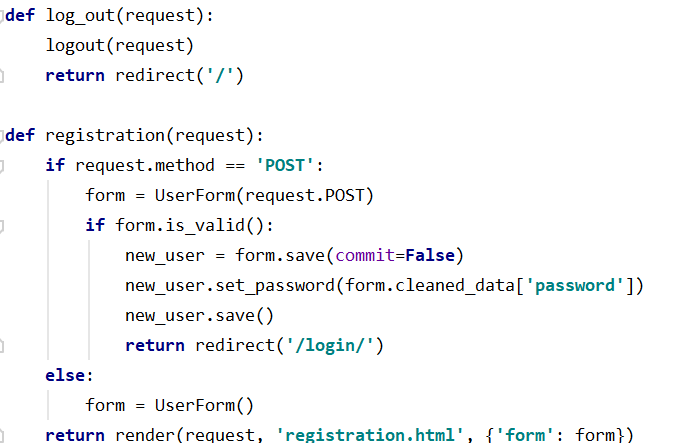 def log_out(request):
    logout(request)
    return redirect('/')

def registration(request):
    if request.method == 'POST':
        form = UserForm(request.POST)
        if form.is_valid():
            new_user = form.save(commit=False)
            new_user.set_password(form.cleaned_data['password'])
            new_user.save()
            return redirect('/login/')
    else:
        form = UserForm()
    return render(request, 'registration.html', {'form': form})